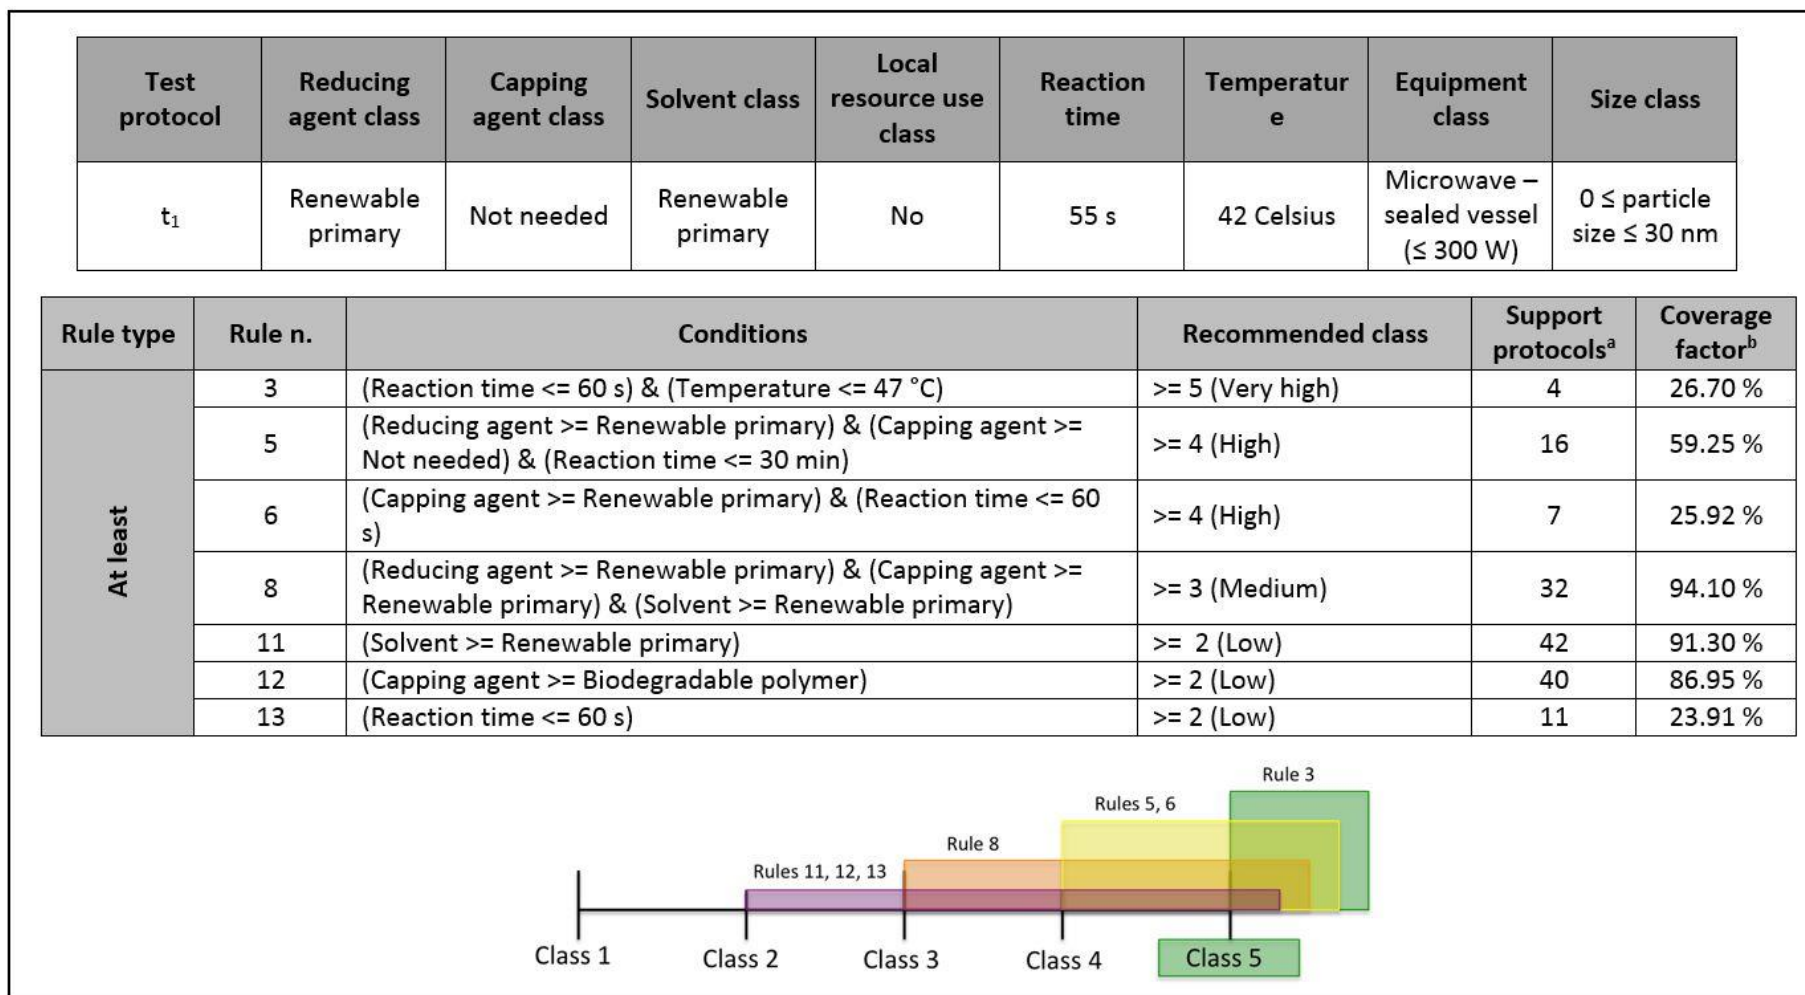 Test protocol
Reducing agent class
Capping agent class
Solvent class
Local resource use class
Reaction time
Temperatur e
Equipment class
Size class
t₁
Renewable primary
Not needed
Renewable primary
No
55 s
42 Celsius
Microwave – sealed vessel (≤ 300 W)
0 ≤ particle size ≤ 30 nm
Rule type
Rule n.
Conditions
Recommended class
Support protocolsᵃ
Coverage factorᵇ
At least
3
(Reaction time <= 60 s) & (Temperature <= 47 °C)
>= 5 (Very high)
4
26.70 %
5
(Reducing agent >= Renewable primary) & (Capping agent >=
Not needed) & (Reaction time <= 30 min)
>= 4 (High)
16
59.25 %
6
(Capping agent >= Renewable primary) & (Reaction time <= 60
s)
>= 4 (High)
7
25.92 %
8
(Reducing agent >= Renewable primary) & (Capping agent >=
Renewable primary) & (Solvent >= Renewable primary)
>= 3 (Medium)
32
94.10 %
11
(Solvent >= Renewable primary)
>=  2 (Low)
42
91.30 %
12
(Capping agent >= Biodegradable polymer)
>= 2 (Low)
40
86.95 %
13
(Reaction time <= 60 s)
>= 2 (Low)
11
23.91 %
Rule 3
Rules 5, 6
Rule 8
Rules 11, 12, 13
Class 1
Class 2
Class 3
Class 4
Class 5